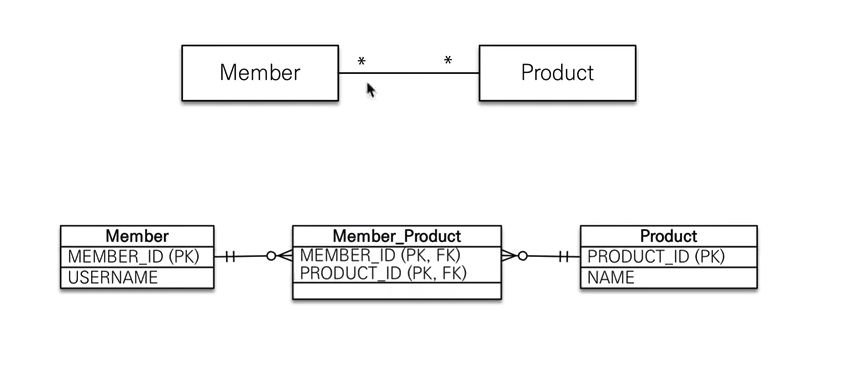 Member
*
*
Product
Member
MEMBER_ID (PK)
USERNAME
Member_Product
MEMBER_ID (PK, FK)
PRODUCT_ID (PK, FK)
Product
PRODUCT_ID (PK)
NAME